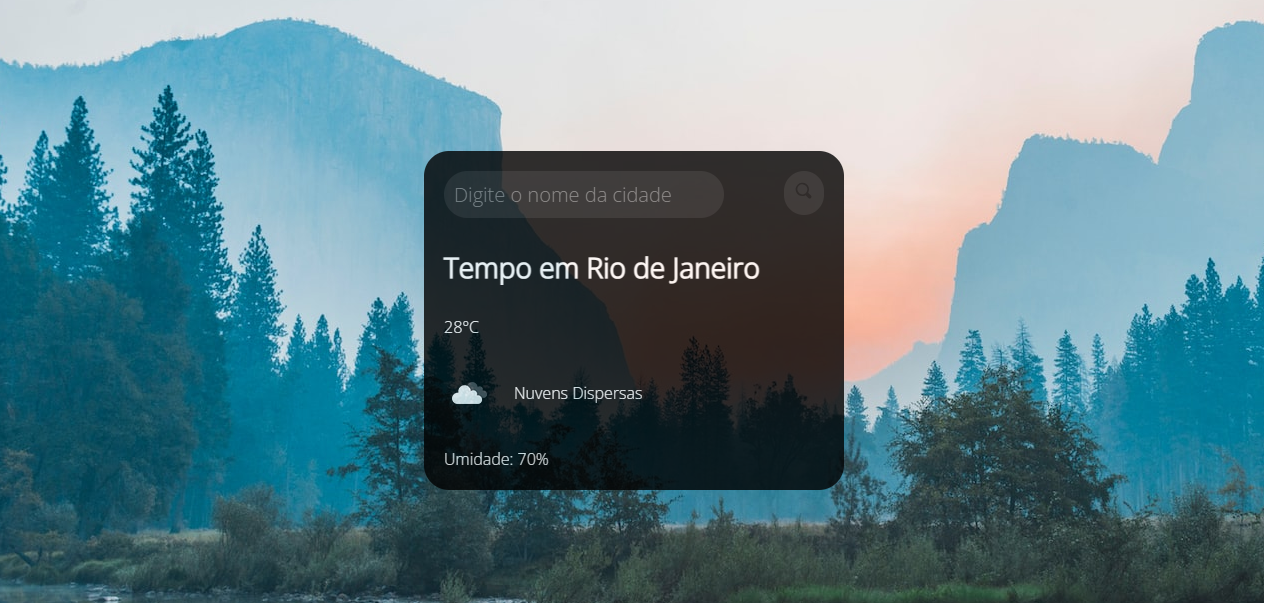 Digite o nome da cidade
Tempo em Rio de Janeiro
28°C
Nuvens Dispersas
Umidade: 70%